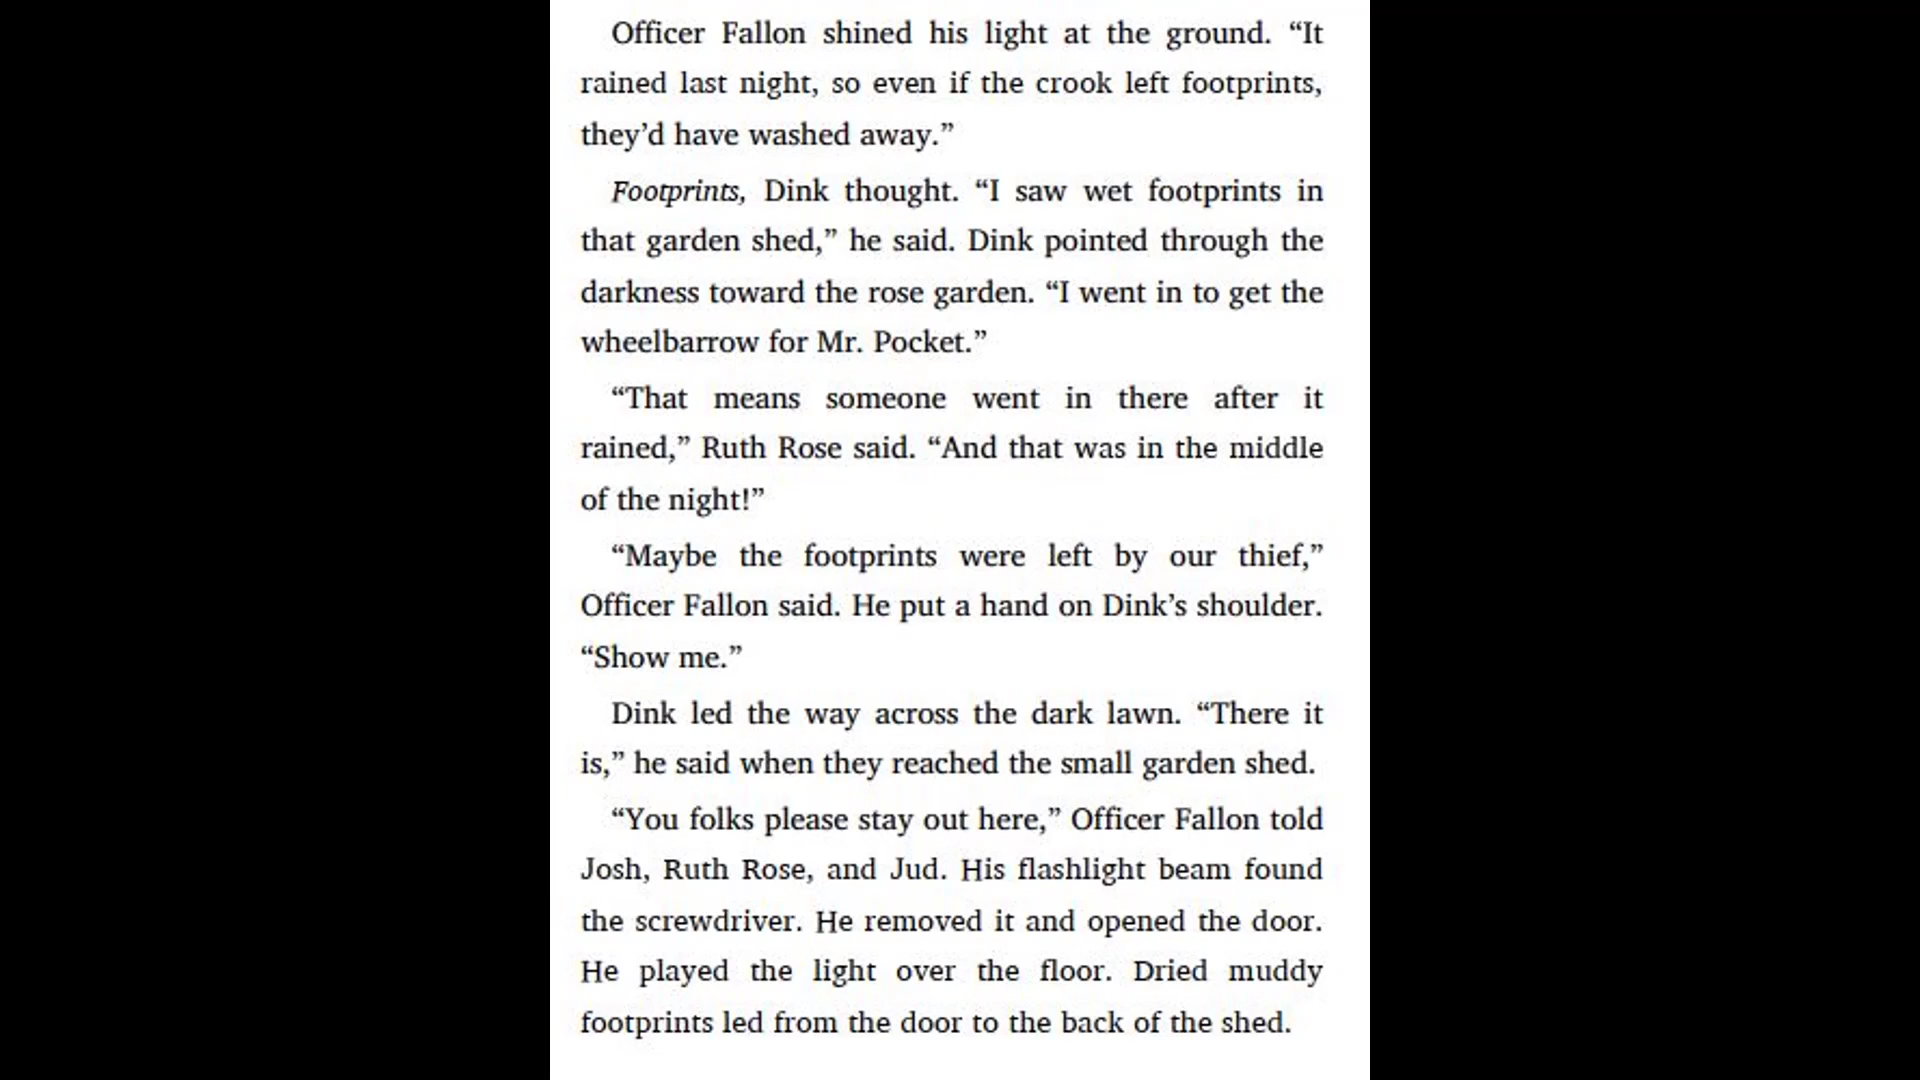 Officer Fallon shined his light at the ground. “It
rained last night, so even if the crook left footprints,
they’d have washed away.”
Footprints, Dink thought. “I saw wet footprints in
that garden shed,” he said. Dink pointed through the
darkness toward the rose garden. “I went in to get the
wheelbarrow for Mr. Pocket.”
“That means someone went in there after it
rained,” Ruth Rose said. “And that was in the middle
of the night!”
“Maybe the footprints were left by our thief,”
Officer Fallon said. He put a hand on Dink’s shoulder.
“Show me.”
Dink led the way across the dark lawn. “There it
is,” he said when they reached the small garden shed.
“You folks please stay out here,” Officer Fallon told
Josh, Ruth Rose, and Jud. His flashlight beam found
the screwdriver. He removed it and opened the door.
He played the light over the floor. Dried muddy
footprints led from the door to the back of the shed.